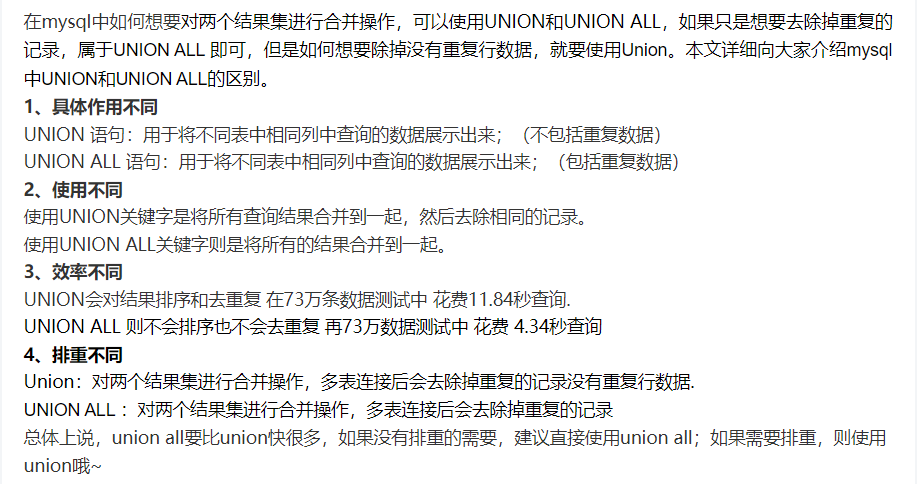 在mysql中如何想要对两个结果集进行合并操作，可以使用UNION和UNION ALL，如果只是想要去除掉重复的
记录，属于UNION ALL 即可，但是如何想要除掉没有重复行数据，就要使用Union。本文详细向大家介绍mysql
中UNION和UNION ALL的区别。
1、具体作用不同
UNION 语句：用于将不同表中相同列中查询的数据展示出来；（不包括重复数据）
UNION ALL 语句：用于将不同表中相同列中查询的数据展示出来；（包括重复数据）
2、使用不同
使用UNION关键字是将所有查询结果合并到一起，然后去除相同的记录。
使用UNION ALL关键字则是将所有的结果合并到一起。
3、效率不同
UNION会对结果排序和去重复 在73万条数据测试中 花费11.84秒查询.
UNION ALL 则不会排序也不会去重复 再73万数据测试中 花费 4.34秒查询
4、排重不同
Union：对两个结果集进行合并操作，多表连接后会去除掉重复的记录没有重复行数据.
UNION ALL ：对两个结果集进行合并操作，多表连接后会去除掉重复的记录
总体上说，union all要比union快很多，如果没有排重的需要，建议直接使用union all；如果需要排重，则使用
union哦~